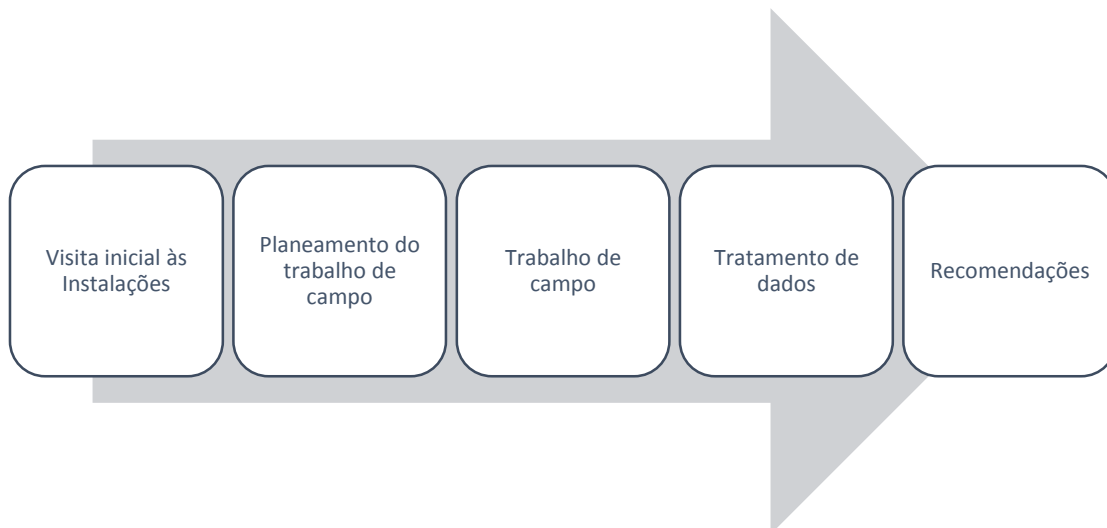 Visita inicial às
Instalações
Planeamento do
trabalho de
campo
Trabalho de
campo
Tratamento de
dados
Recomendações